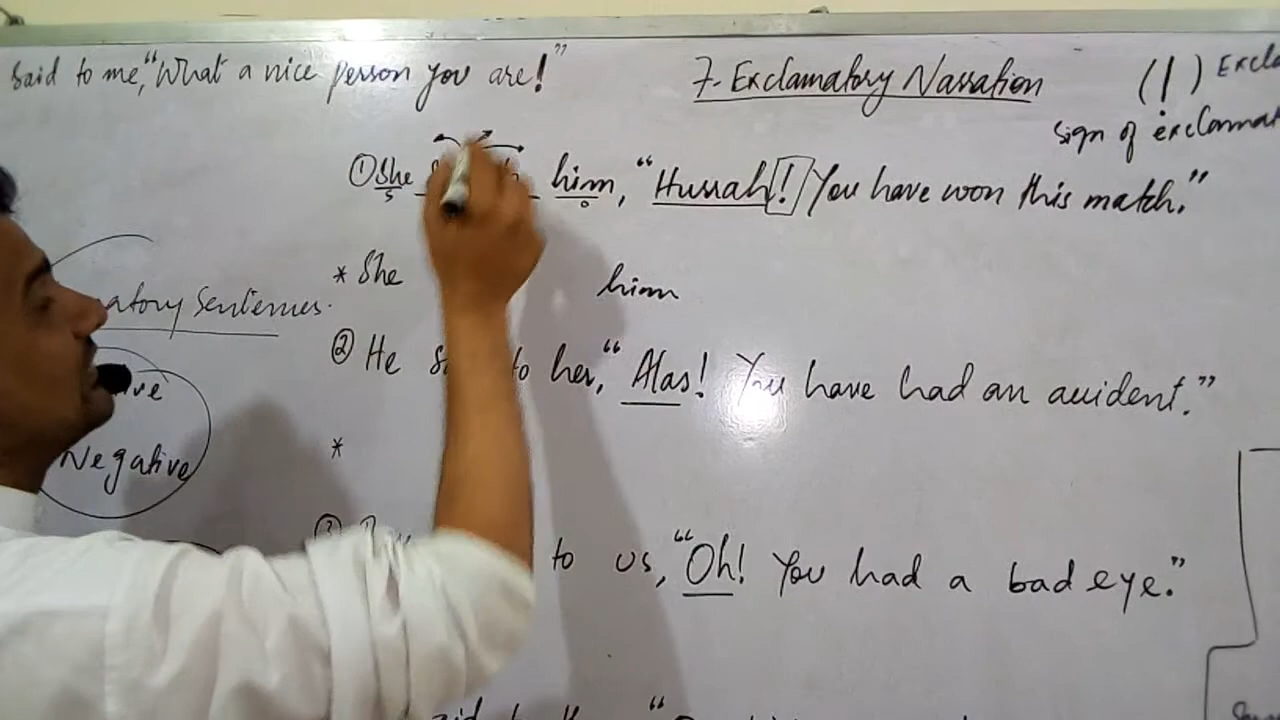 said to me, "What a nice person you are!"
7. Exclamatory Narration
(!) Excla
sign of exclamat
① She him, "Hurrah! You have won this match."
S O
* She him
atory Sentences.
② He to her, "Alas! You have had an accident."
ve
*
Negative
③ to us, "Oh! You had a bad eye."
"